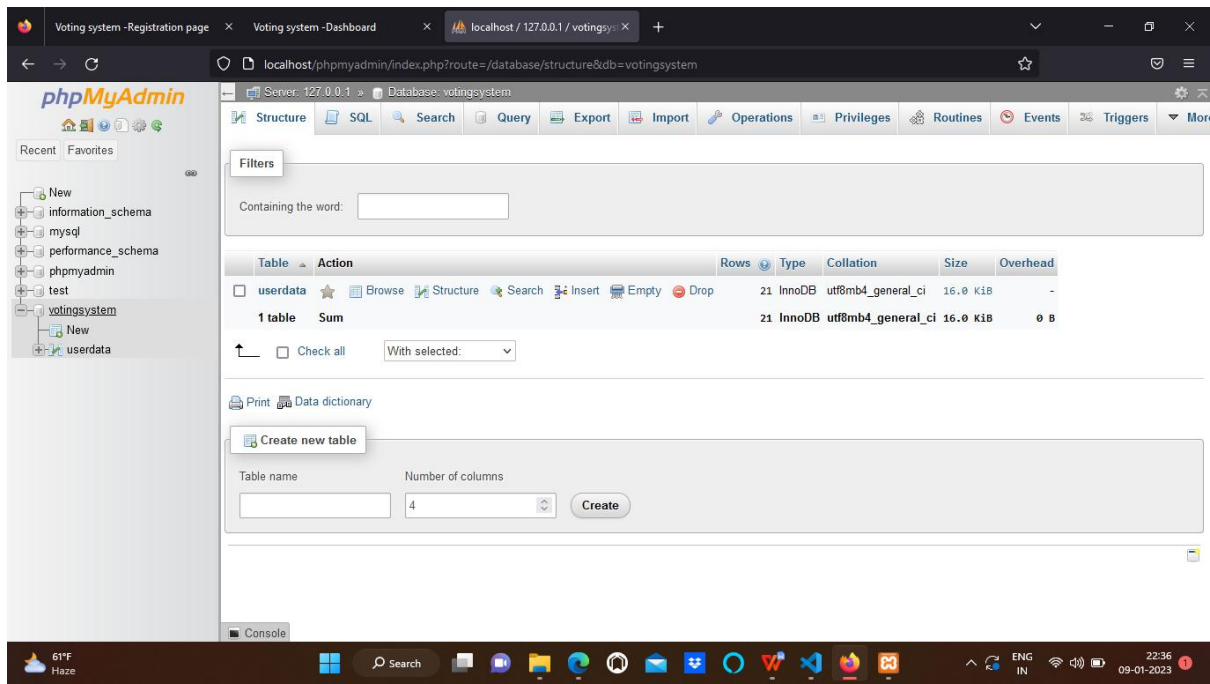 Voting system -Registration page × Voting system -Dashboard × localhost / 127.0.0.1 / votingsys × +
localhost/phpmyadmin/index.php?route=/database/structure&db=votingsystem
phpMyAdmin
Recent Favorites
New
information_schema
mysql
performance_schema
phpmyadmin
test
votingsystem
New
userdata
Server: 127.0.0.1 » Database: votingsystem
Structure SQL Search Query Export Import Operations Privileges Routines Events Triggers More
Filters
Containing the word:
Table Action Rows Type Collation Size Overhead
userdata Browse Structure Search Insert Empty Drop 21 InnoDB utf8mb4_general_ci 16.0 KiB -
1 table Sum 21 InnoDB utf8mb4_general_ci 16.0 KiB 0 B
Check all With selected:
Print Data dictionary
Create new table
Table name Number of columns
4 Create
Console
61°F
Haze
Search
ENG
IN
22:36
09-01-2023
1